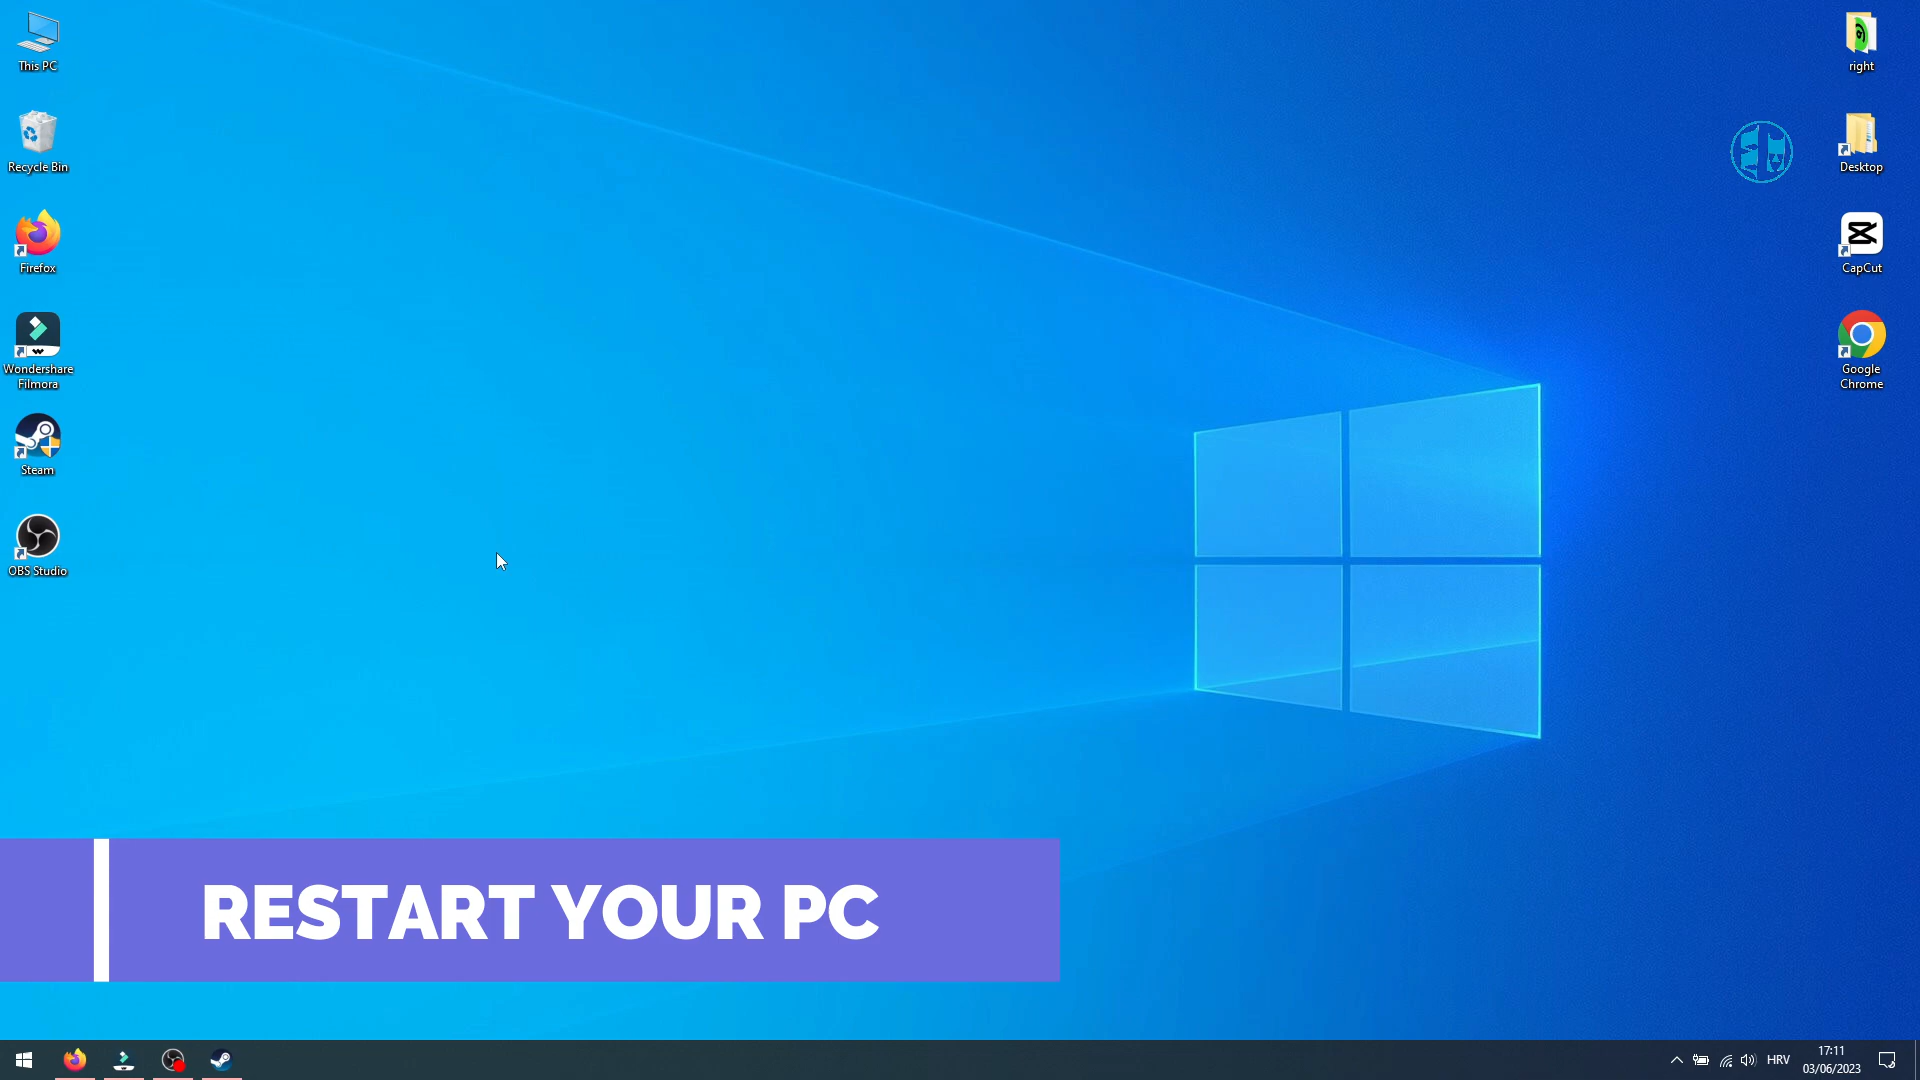 This PC
Recycle Bin
Firefox
Wondershare
Filmora
Steam
OBS Studio
right
Desktop
CapCut
Google
Chrome
RESTART YOUR PC
HRV
17:11
03/06/2023